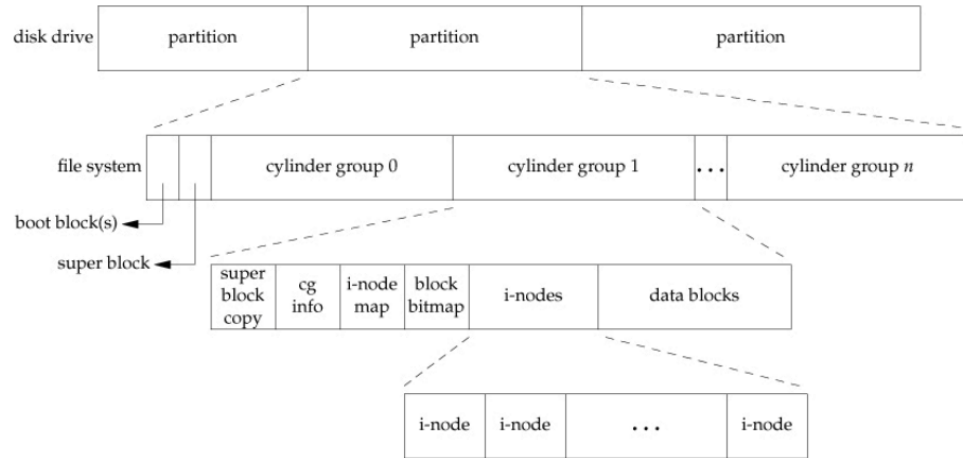 disk drive
partition
partition
partition
file system
cylinder group 0
cylinder group 1
...
cylinder group n
boot block(s)
super block
super
block
copy
cg
info
i-node
map
block
bitmap
i-nodes
data blocks
i-node
i-node
...
i-node